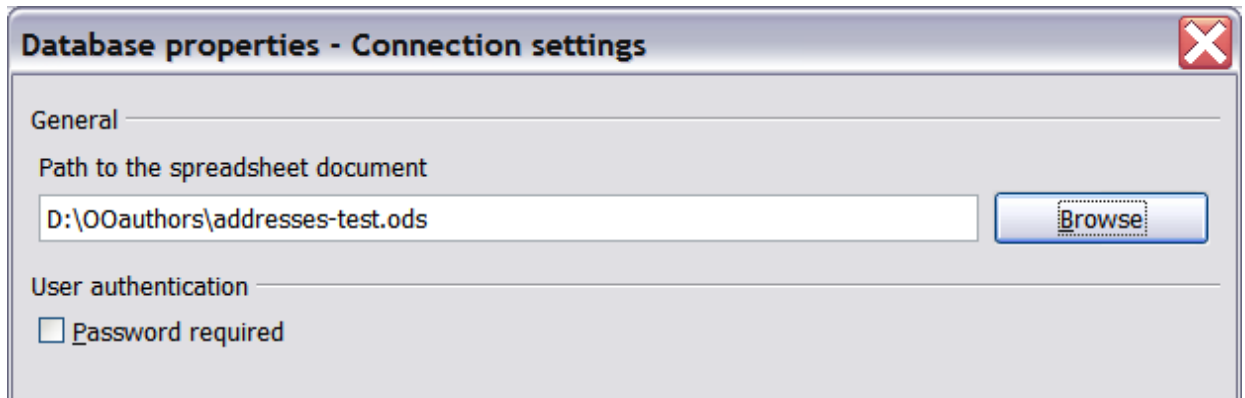 Database properties - Connection settings
General
Path to the spreadsheet document
D:\OOauthors\addresses-test.ods
Browse
User authentication
Password required